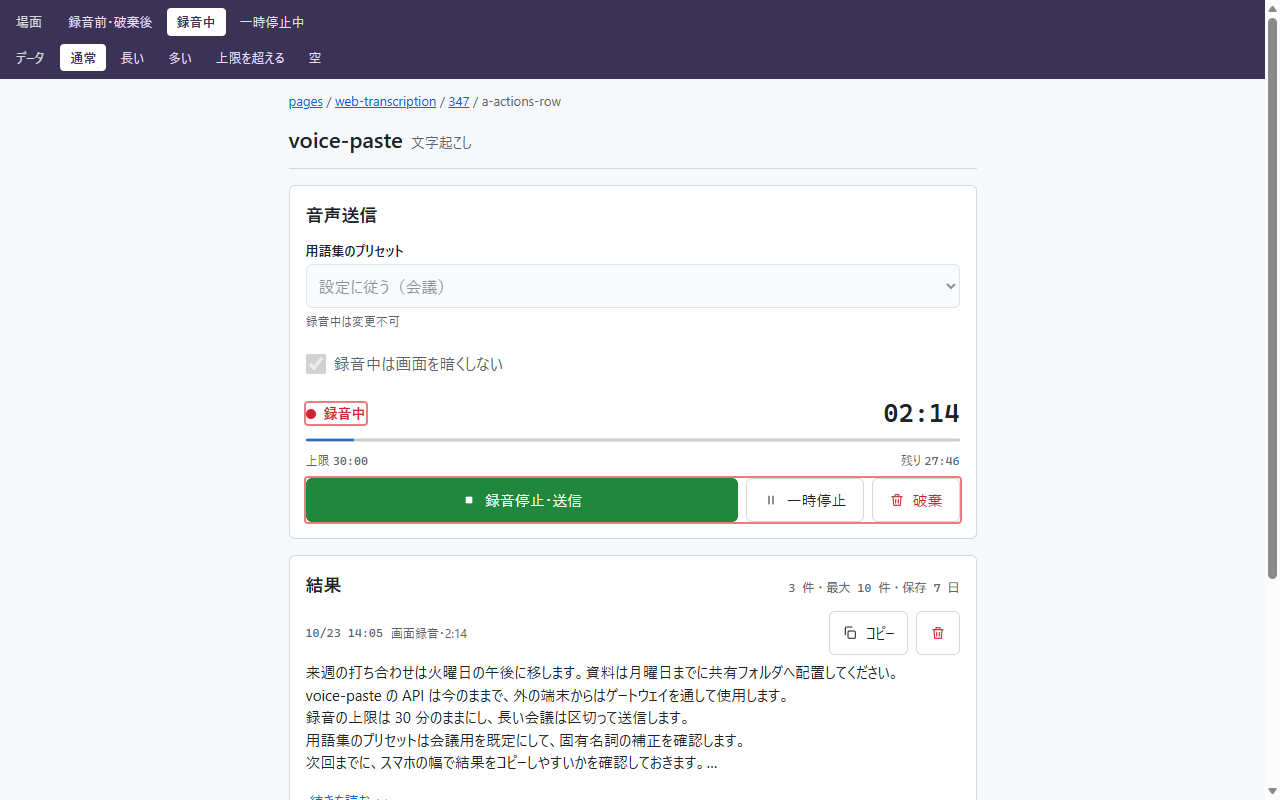 場面 録音前・破棄後 録音中 一時停止中
データ 通常 長い 多い 上限を超える 空
pages / web-transcription / 347 / a-actions-row
voice-paste 文字起こし
音声送信
用語集のプリセット
設定に従う（会議）
録音中は変更不可
録音中は画面を暗くしない
録音中 02:14
上限 30:00 残り 27:46
録音停止・送信 一時停止 破棄
結果 3 件・最大 10 件・保存 7 日
10/23 14:05 画面録音・2:14 コピー
来週の打ち合わせは火曜日の午後に移します。資料は月曜日までに共有フォルダへ配置してください。
voice-paste の API は今のままで、外の端末からはゲートウェイを通して使用します。
録音の上限は 30 分のままにし、長い会議は区切って送信します。
用語集のプリセットは会議用を既定にして、固有名詞の補正を確認します。
次回までに、スマホの幅で結果をコピーしやすいかを確認しておきます。…
続きを読む